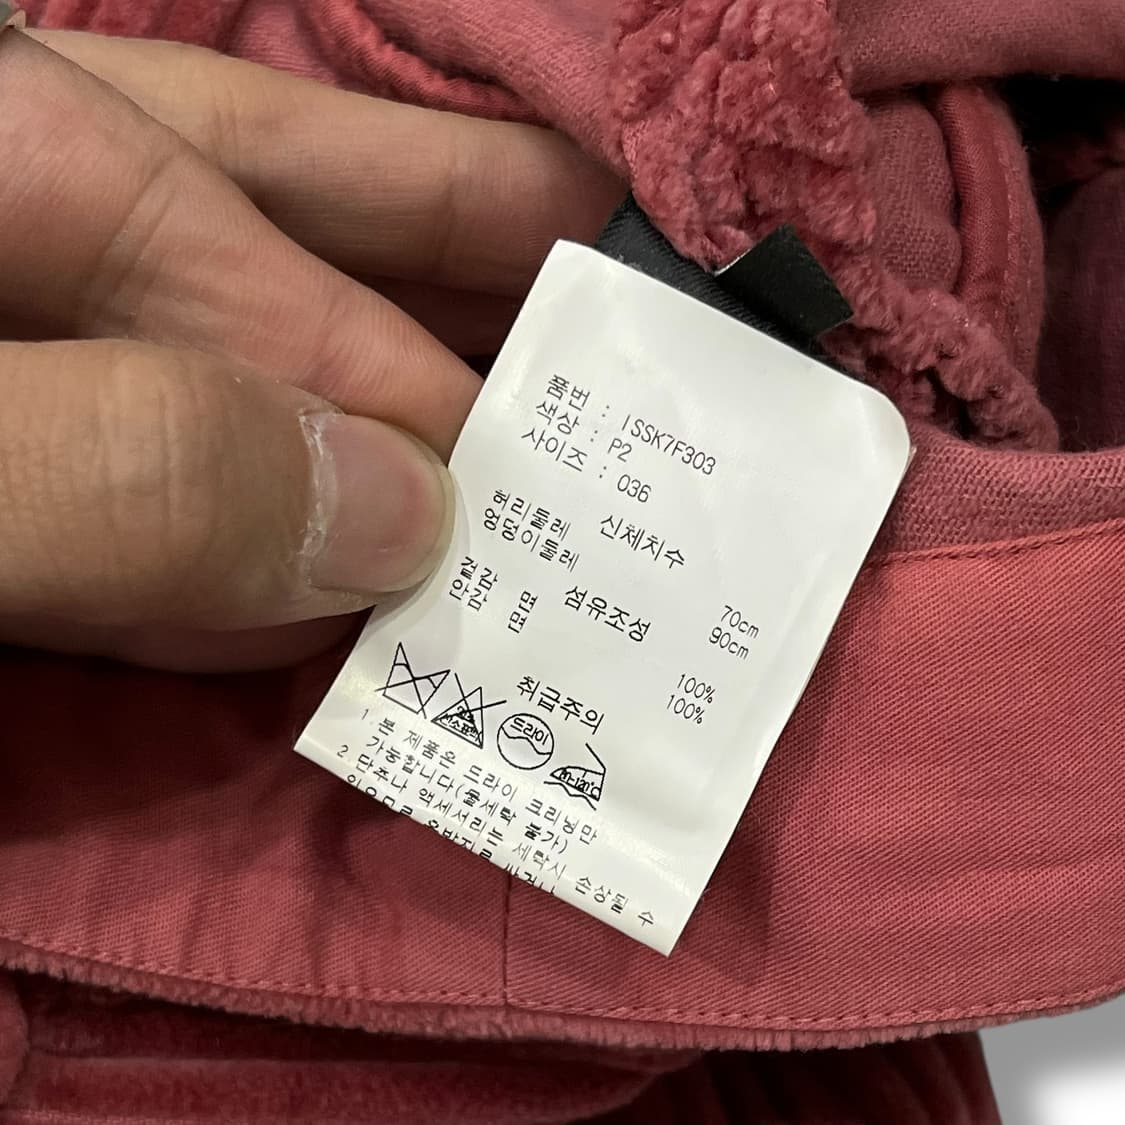 품번 : ISSK7F303
색상 : P2
사이즈 : 036
신체치수
허리둘레 70cm
엉덩이둘레 90cm
섬유조성
겉감 면 100%
안감 면 100%
취급주의
드라이
1. 본 제품은 드라이 크리닝만
가능합니다(물세탁 불가)
2. 단추나 액세서리는 세탁시 손상될 수